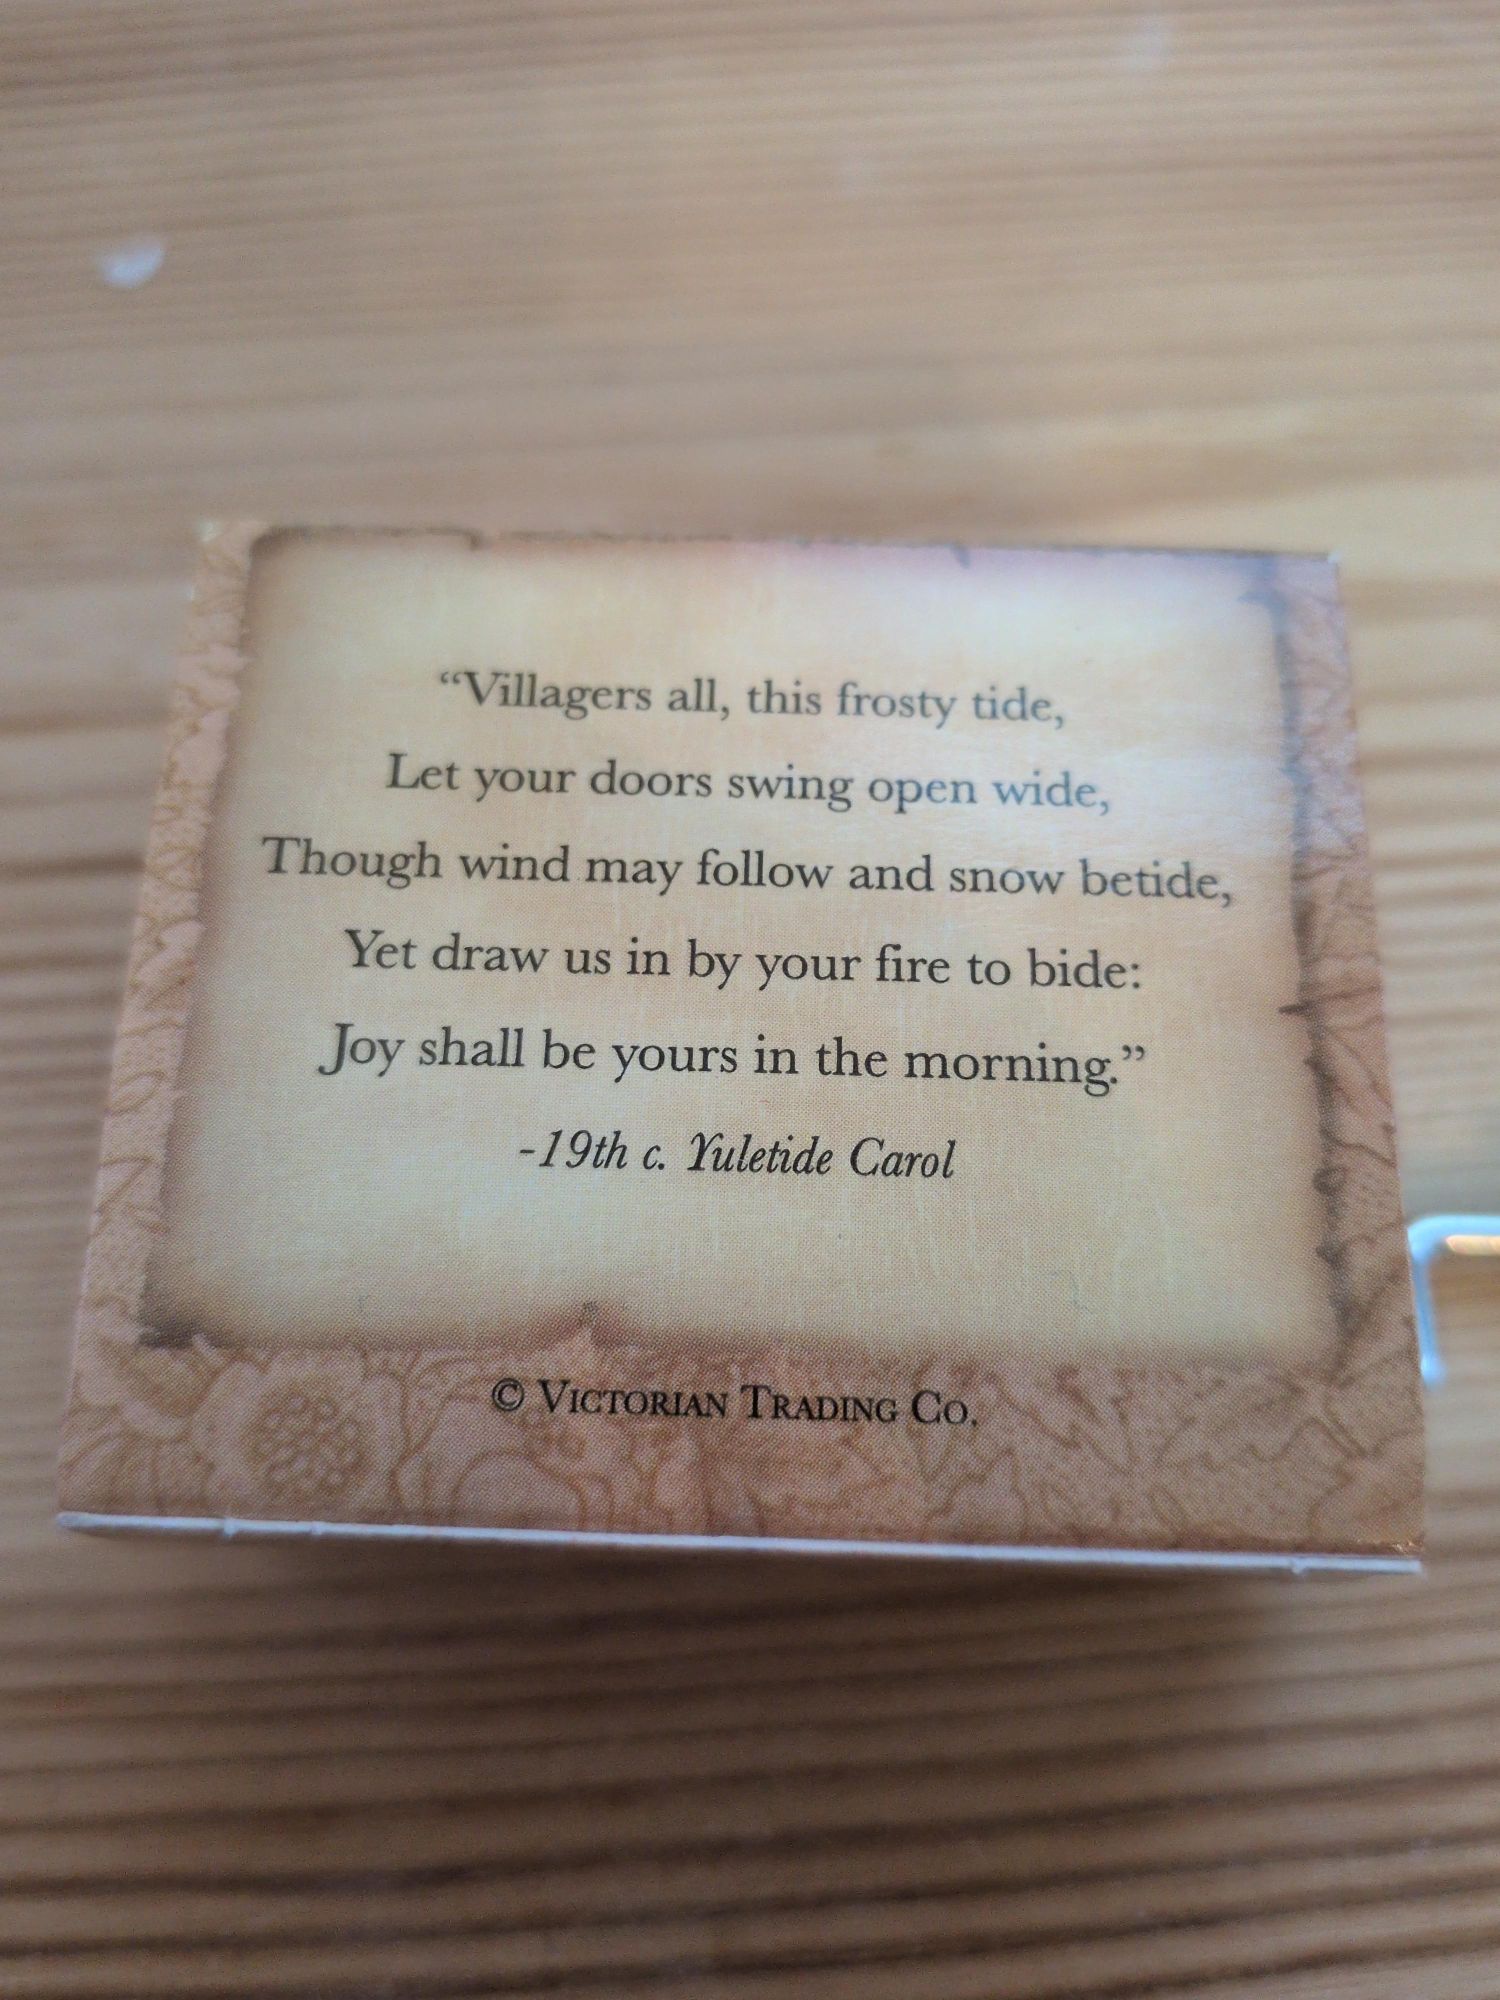 “Villagers all, this frosty tide,
Let your doors swing open wide,
Though wind may follow and snow betide,
Yet draw us in by your fire to bide:
Joy shall be yours in the morning.”
-19th c. Yuletide Carol
© Victorian Trading Co.